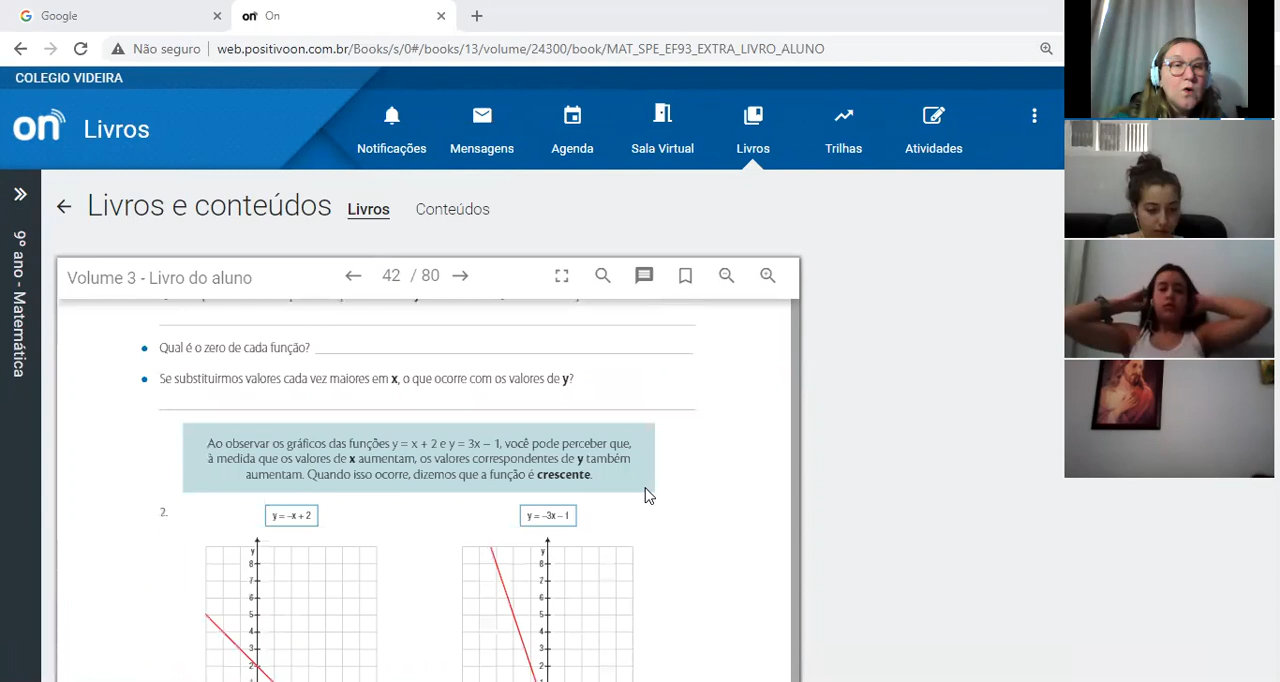 Google
On
Não seguro
web.positivoon.com.br/Books/s/0#/books/13/volume/24300/book/MAT_SPE_EF93_EXTRA_LIVRO_ALUNO
COLEGIO VIDEIRA
on Livros
Notificações
Mensagens
Agenda
Sala Virtual
Livros
Trilhas
Atividades
9º ano - Matemática
Livros e conteúdos
Livros
Conteúdos
Volume 3 - Livro do aluno
42 / 80
• Qual é o zero de cada função?
• Se substituirmos valores cada vez maiores em x, o que ocorre com os valores de y?
Ao observar os gráficos das funções y = x + 2 e y = 3x – 1, você pode perceber que,
à medida que os valores de x aumentam, os valores correspondentes de y também
aumentam. Quando isso ocorre, dizemos que a função é crescente.
2.
y = –x + 2
y = –3x – 1
y
8
7
6
5
4
3
2
y
8
7
6
5
4
3
2